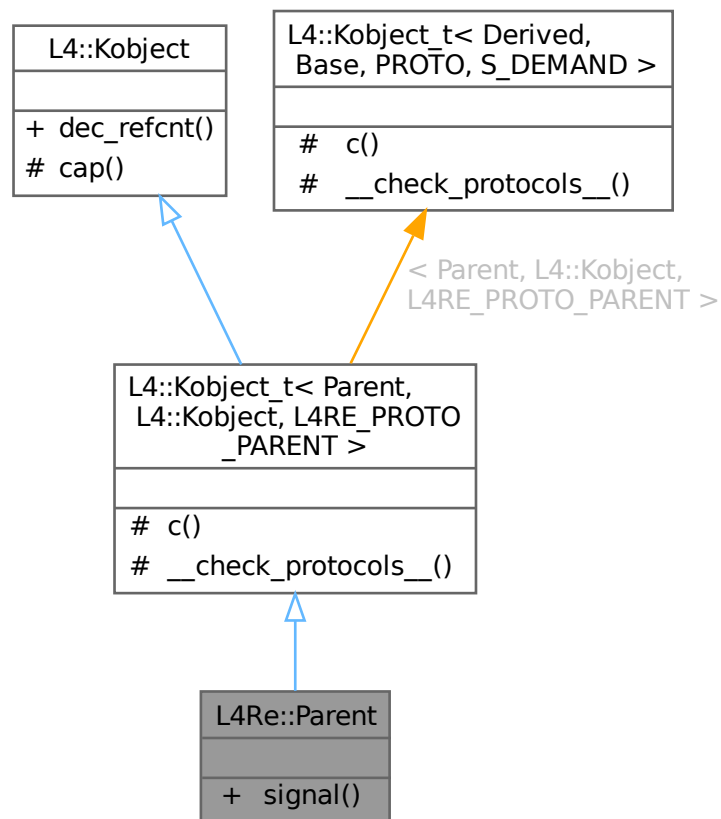 L4::Kobject
+ dec_refcnt()
# cap()
L4::Kobject_t< Derived,
Base, PROTO, S_DEMAND >
# c()
# __check_protocols__()
< Parent, L4::Kobject,
L4RE_PROTO_PARENT >
L4::Kobject_t< Parent,
L4::Kobject, L4RE_PROTO
_PARENT >
# c()
# __check_protocols__()
L4Re::Parent
+ signal()